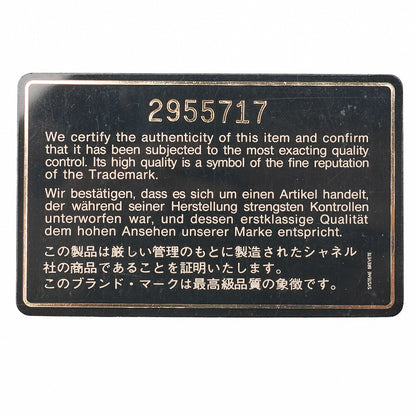 2955717
We certify the authenticity of this item and confirm
that it has been subjected to the most exacting quality
control. Its high quality is a symbol of the fine reputation
of the Trademark.
Wir bestätigen, dass es sich um einen Artikel handelt,
der während seiner Herstellung strengsten Kontrollen
unterworfen war, und dessen erstklassige Qualität
dem hohen Ansehen unserer Marke entspricht.
この製品は厳しい管理のもとに製造されたシャネル
社の商品であることを証明いたします。
このブランド・マークは最高級品質の象徴です。
SYSTEME BREVETE